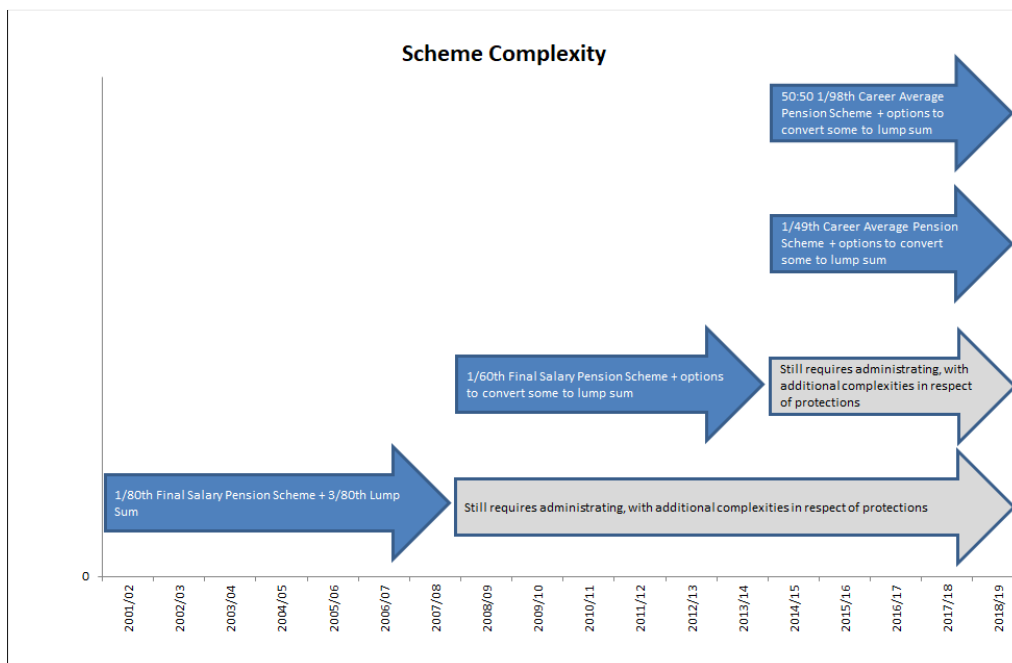 Scheme Complexity
50:50 1/98th Career Average
Pension Scheme + options to
convert some to lump sum
1/49th Career Average Pension
Scheme + options to convert
some to lump sum
1/60th Final Salary Pension Scheme + options
to convert some to lump sum
Still requires administrating, with
additional complexities in respect
of protections
1/80th Final Salary Pension Scheme + 3/80th Lump
Sum
Still requires administrating, with additional complexities in respect of protections
0
2001/02
2002/03
2003/04
2004/05
2005/06
2006/07
2007/08
2008/09
2009/10
2010/11
2011/12
2012/13
2013/14
2014/15
2015/16
2016/17
2017/18
2018/19